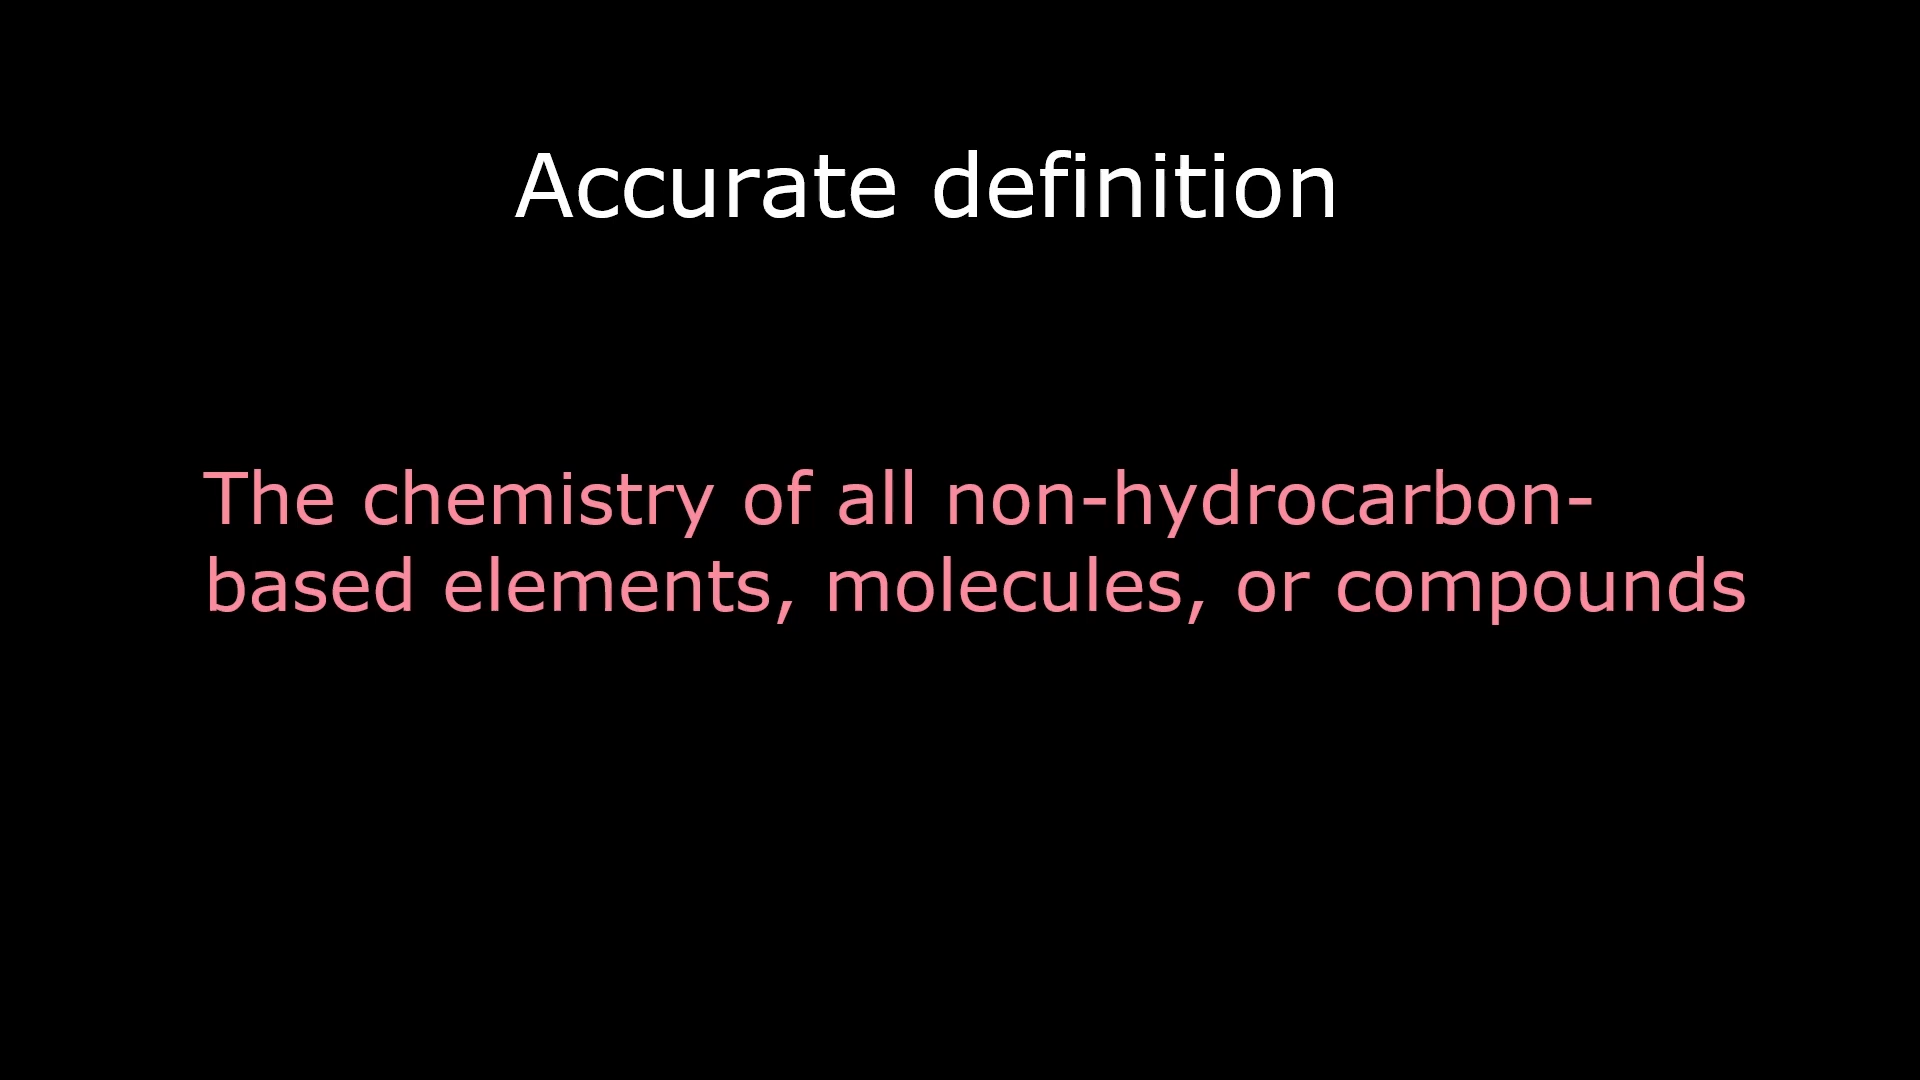 Accurate definition
The chemistry of all non-hydrocarbon-
based elements, molecules, or compounds